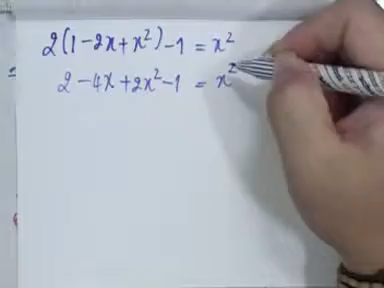 2(1-2x+x²)-1 = x²
2-4x+2x²-1 = x²